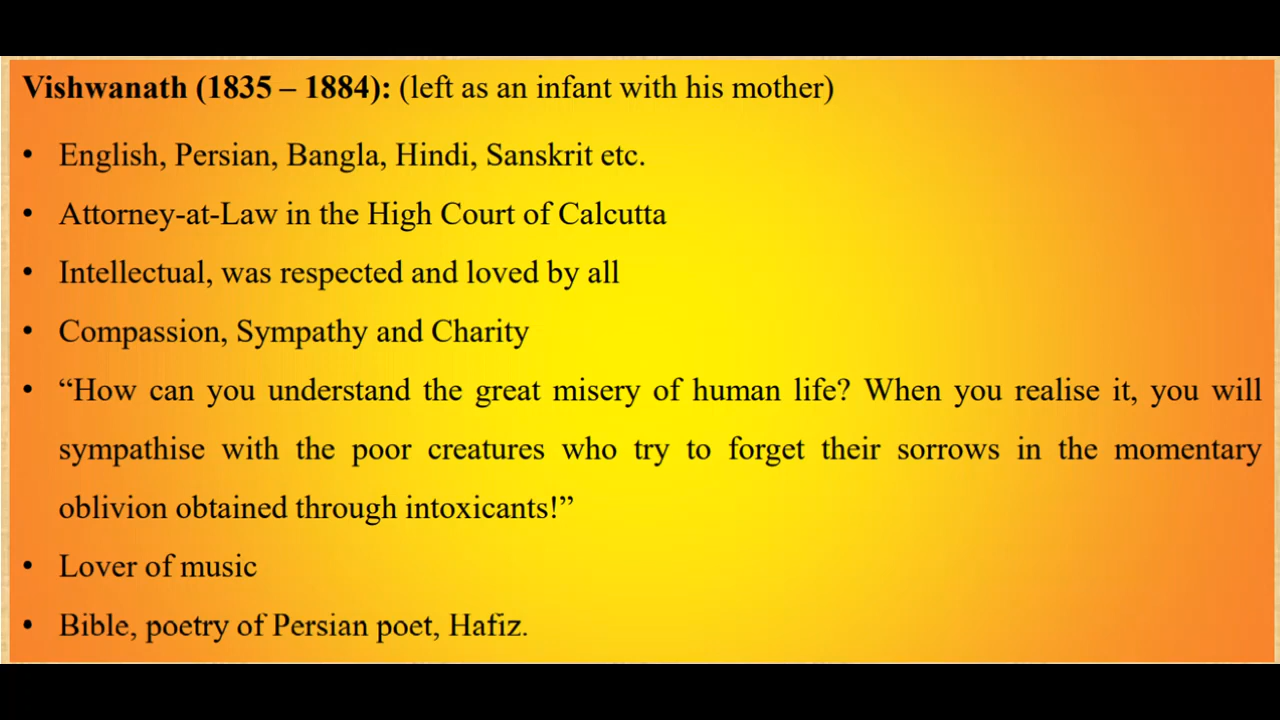 Vishwanath (1835 – 1884): (left as an infant with his mother)
• English, Persian, Bangla, Hindi, Sanskrit etc.
• Attorney-at-Law in the High Court of Calcutta
• Intellectual, was respected and loved by all
• Compassion, Sympathy and Charity
• “How can you understand the great misery of human life? When you realise it, you will
sympathise with the poor creatures who try to forget their sorrows in the momentary
oblivion obtained through intoxicants!”
• Lover of music
• Bible, poetry of Persian poet, Hafiz.